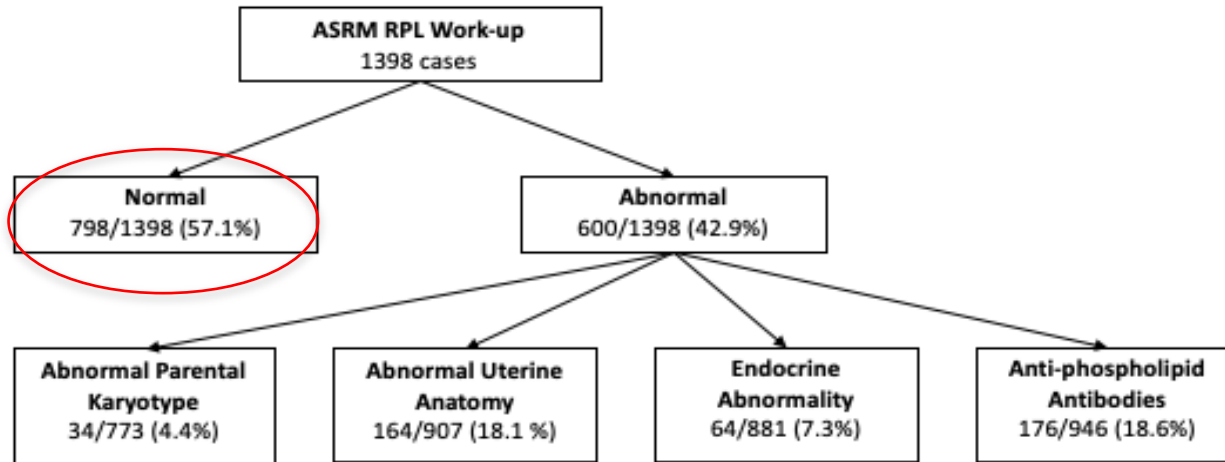 ASRM RPL Work-up
1398 cases
Normal
798/1398 (57.1%)
Abnormal
600/1398 (42.9%)
Abnormal Parental
Karyotype
34/773 (4.4%)
Abnormal Uterine
Anatomy
164/907 (18.1 %)
Endocrine
Abnormality
64/881 (7.3%)
Anti-phospholipid
Antibodies
176/946 (18.6%)